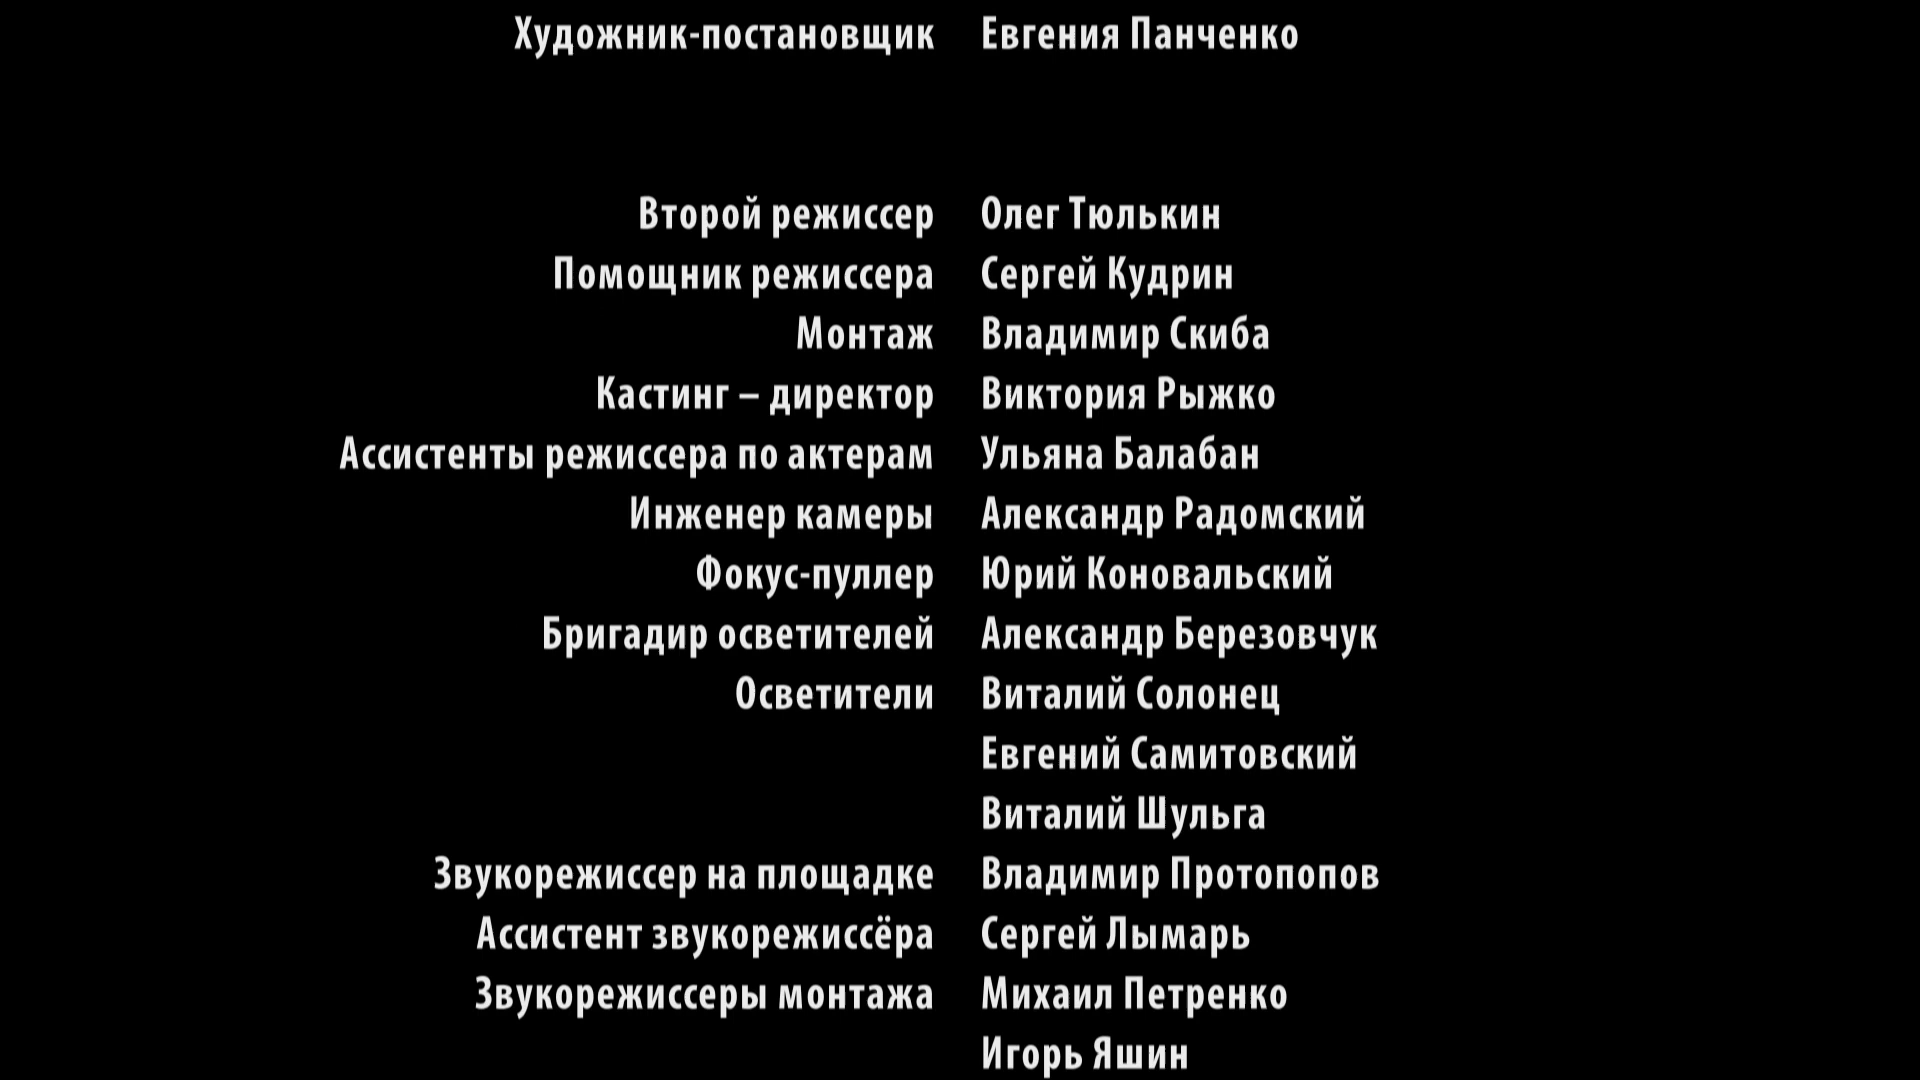 Художник-постановщик Евгения Панченко
Второй режиссер Олег Тюлькин
Помощник режиссера Сергей Кудрин
Монтаж Владимир Скиба
Кастинг – директор Виктория Рыжко
Ассистенты режиссера по актерам Ульяна Балабан
Инженер камеры Александр Радомский
Фокус-пуллер Юрий Коновальский
Бригадир осветителей Александр Березовчук
Осветители Виталий Солонец
Евгений Самитовский
Виталий Шульга
Звукорежиссер на площадке Владимир Протопопов
Ассистент звукорежиссёра Сергей Лымарь
Звукорежиссеры монтажа Михаил Петренко
Игорь Яшин